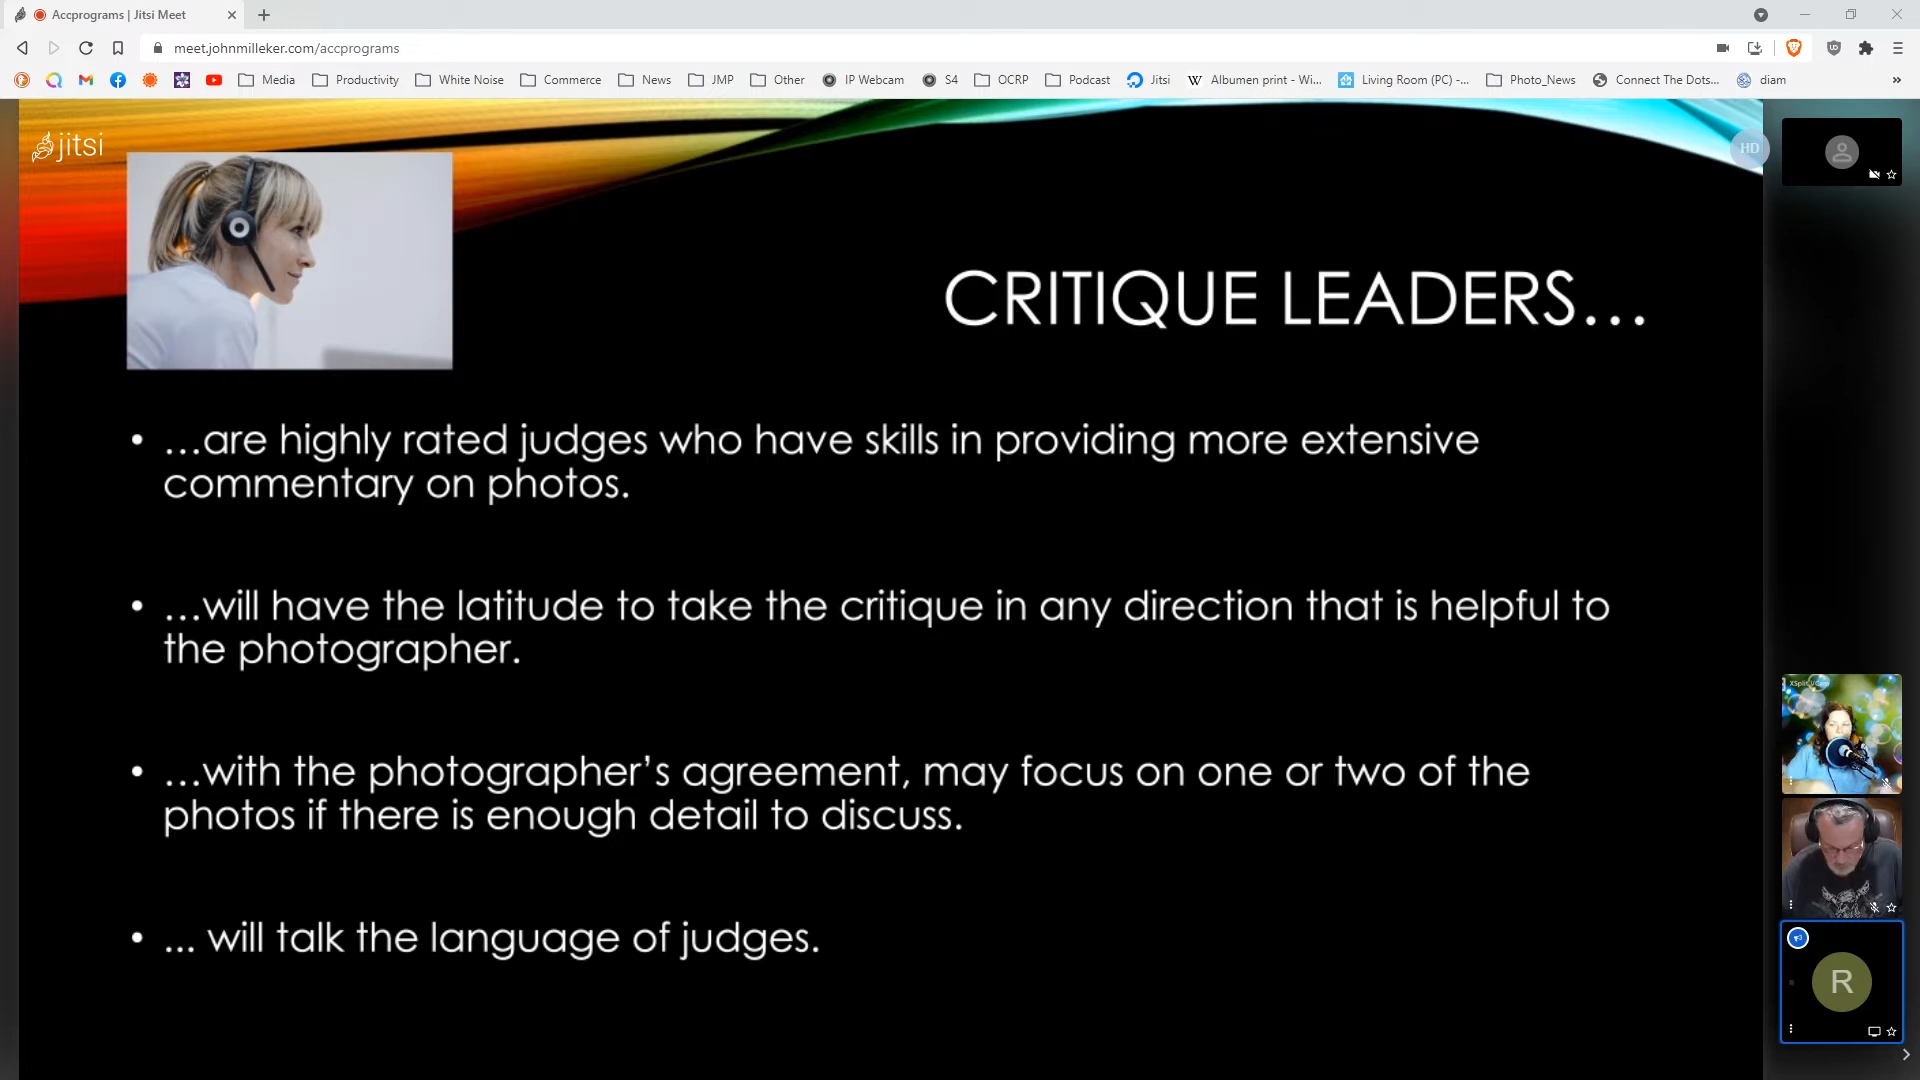 Accprograms | Jitsi Meet
meet.johnmilleker.com/accprograms
Media Productivity White Noise Commerce News JMP Other IP Webcam S4 OCRP Podcast Jitsi W Albumen print - Wi... Living Room (PC) -... Photo_News Connect The Dots... diam »
jitsi
HD
CRITIQUE LEADERS...
• ...are highly rated judges who have skills in providing more extensive
commentary on photos.
• ...will have the latitude to take the critique in any direction that is helpful to
the photographer.
• ...with the photographer’s agreement, may focus on one or two of the
photos if there is enough detail to discuss.
• ... will talk the language of judges.
R